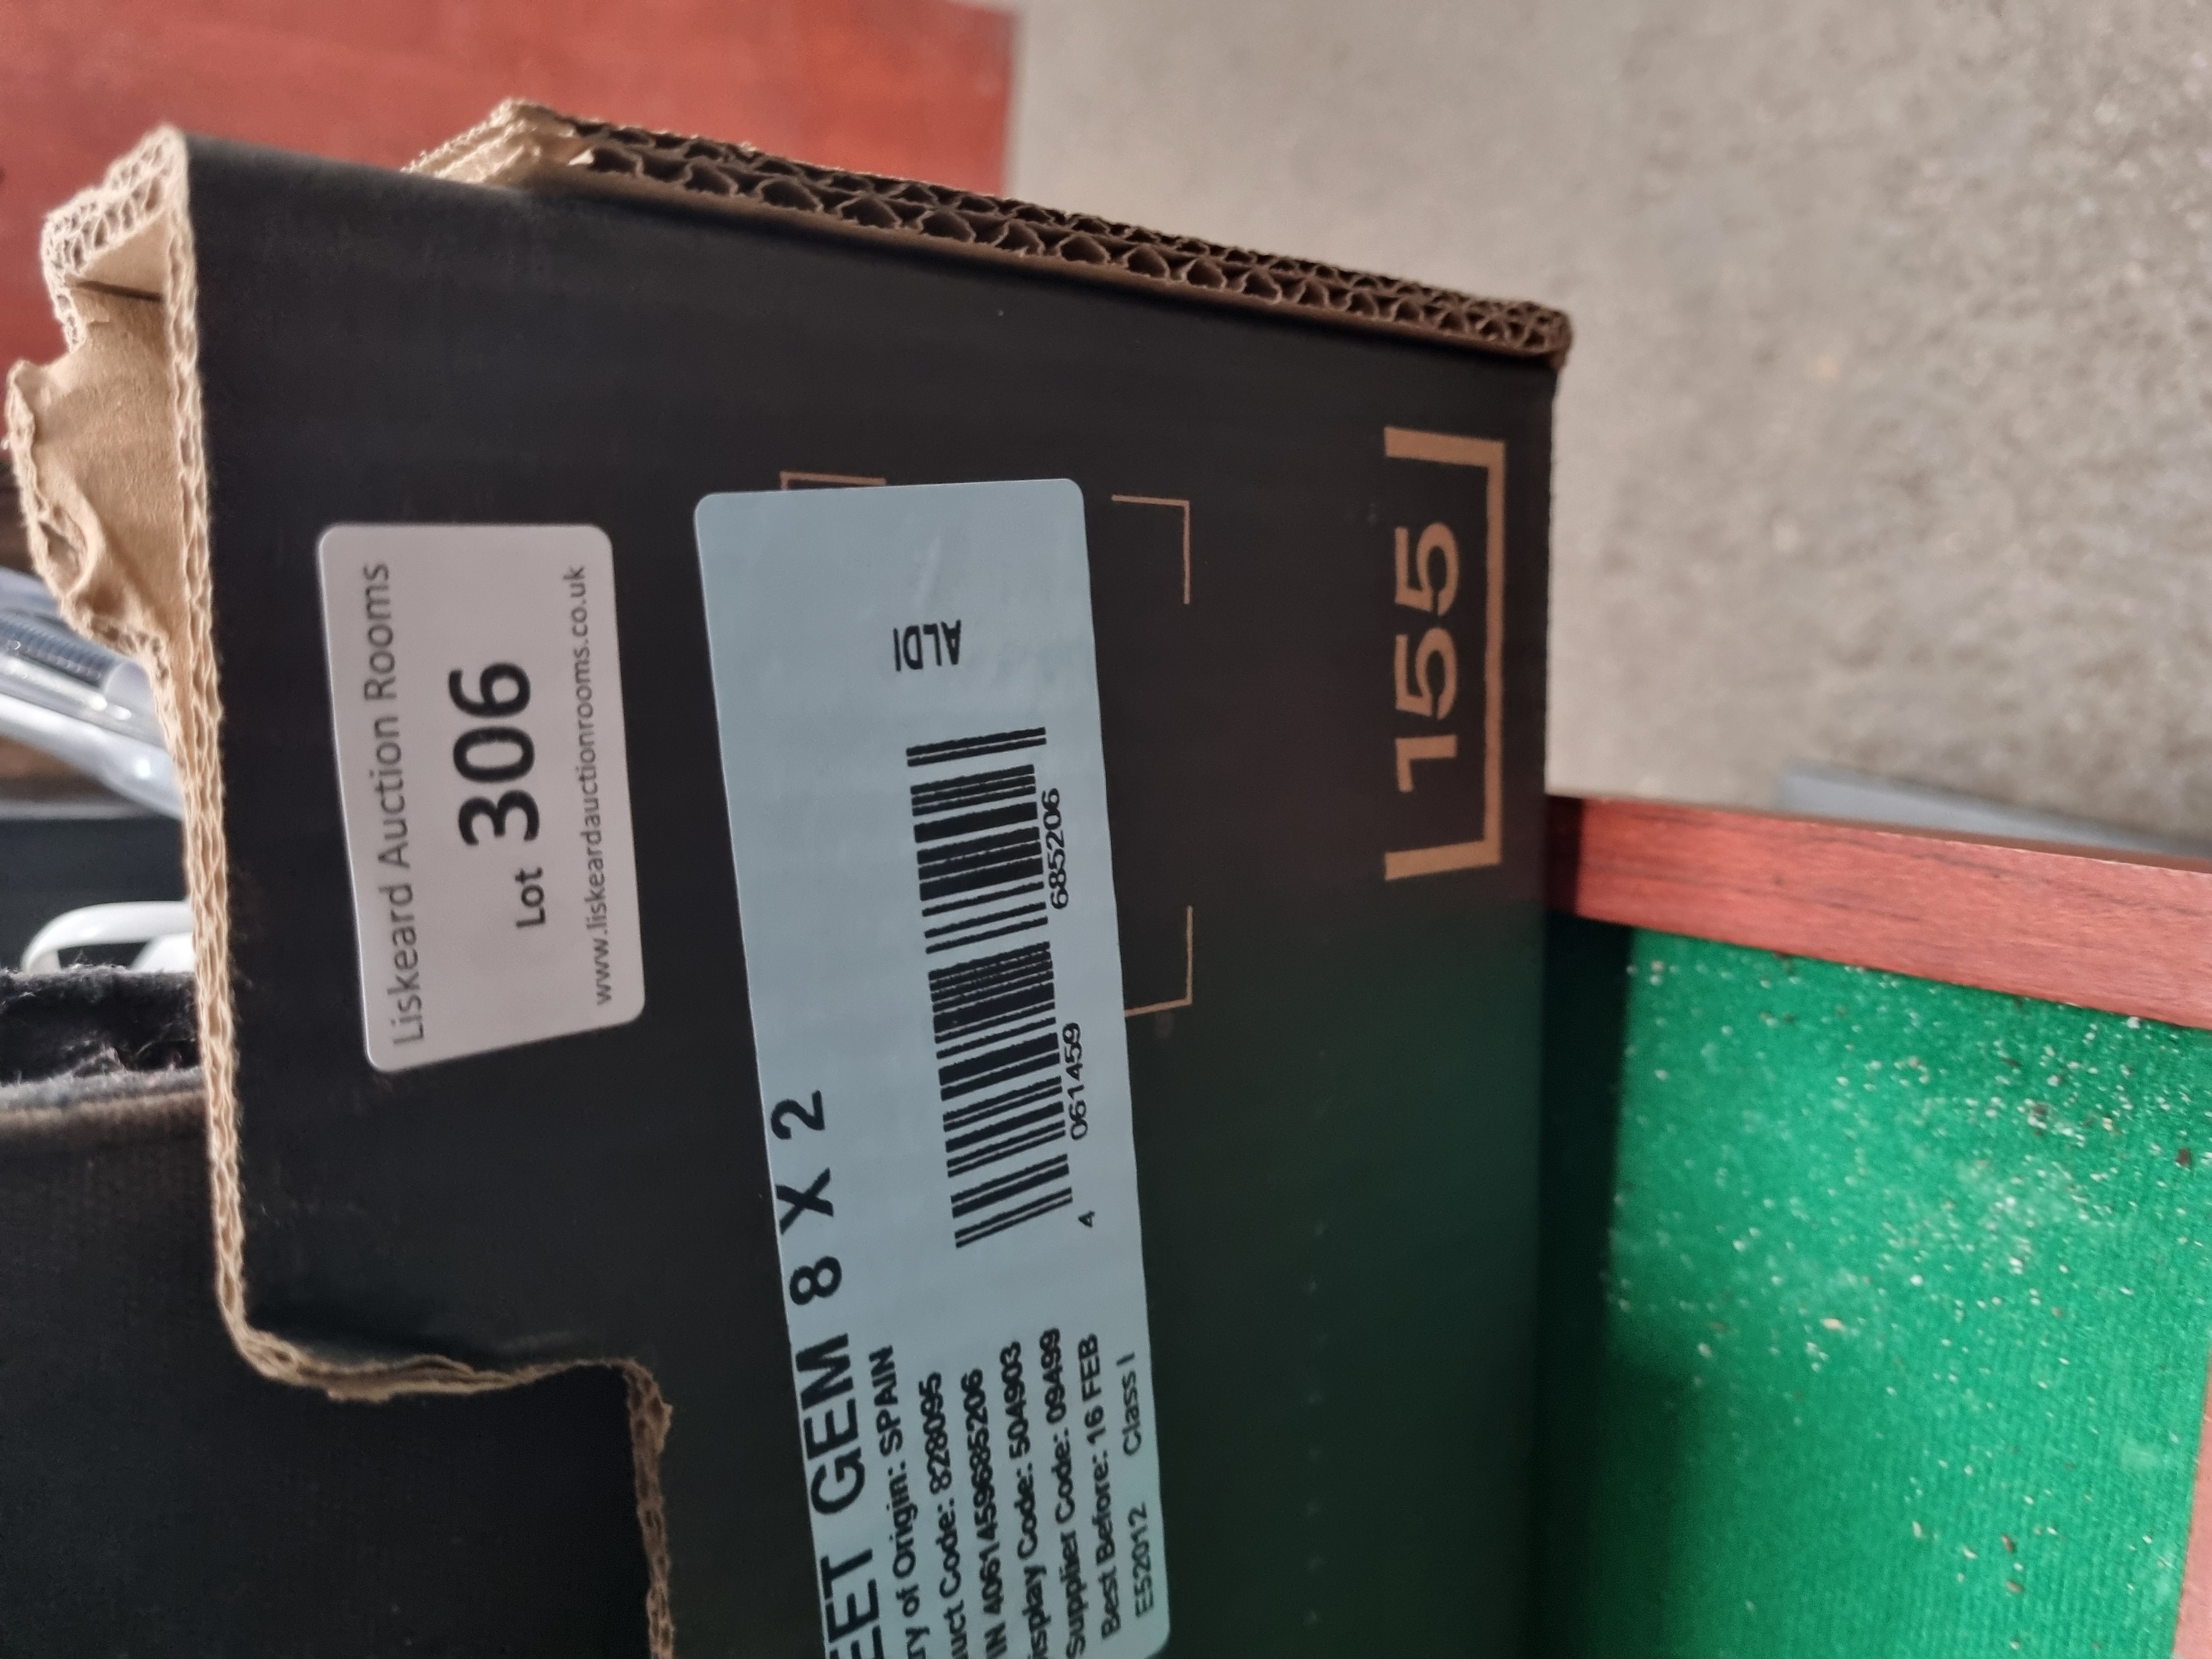 Liskeard Auction Rooms
Lot 306
www.liskeardauctionrooms.co.uk
EET GEM 8 X 2
ry of Origin: SPAIN
uct Code: 828095
IN 4061459685206
isplay Code: 504903
Supplier Code: 09499
Best Before: 16 FEB
E52012 Class I
ALDI
4 061459 685206
155